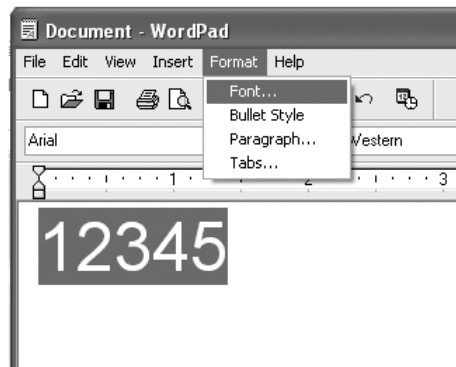 Document - WordPad
File Edit View Insert Format Help
Font...
Bullet Style
Arial
Paragraph...
Western
Tabs...
1 2 3
12345